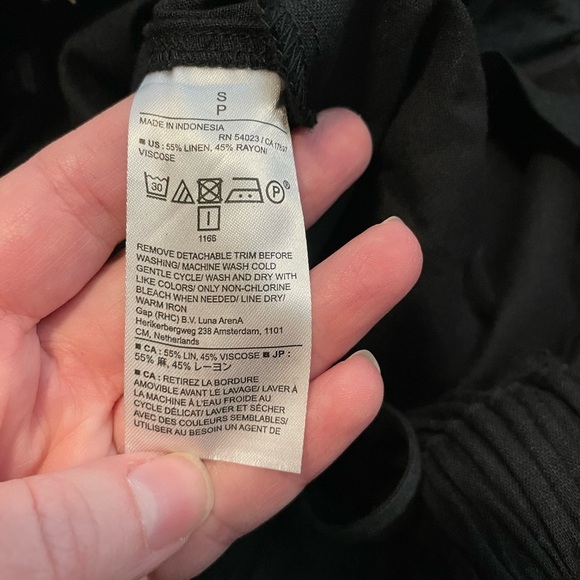 S
P
MADE IN INDONESIA
RN 54023 / CA
US : 55% LINEN, 45% RAYON/
VISCOSE
30 P ®
1166
REMOVE DETACHABLE TRIM BEFORE
WASHING/ MACHINE WASH COLD
GENTLE CYCLE/ WASH AND DRY WITH
LIKE COLORS/ ONLY NON-CHLORINE
BLEACH WHEN NEEDED/ LINE DRY/
WARM IRON
Gap (RHC) B.V. Luna ArenA
Herikerbergweg 238 Amsterdam, 1101
CM, Netherlands
CA : 55% LIN, 45% VISCOSE ■ JP :
55% 麻, 45% レーヨン
CA : RETIREZ LA BORDURE
AMOVIBLE AVANT LE LAVAGE/ LAVER À
LA MACHINE À L'EAU FROIDE AU
CYCLE DÉLICAT/ LAVER ET SÉCHER
AVEC DES COULEURS SEMBLABLES/
UTILISER AU BESOIN UN AGENT DE